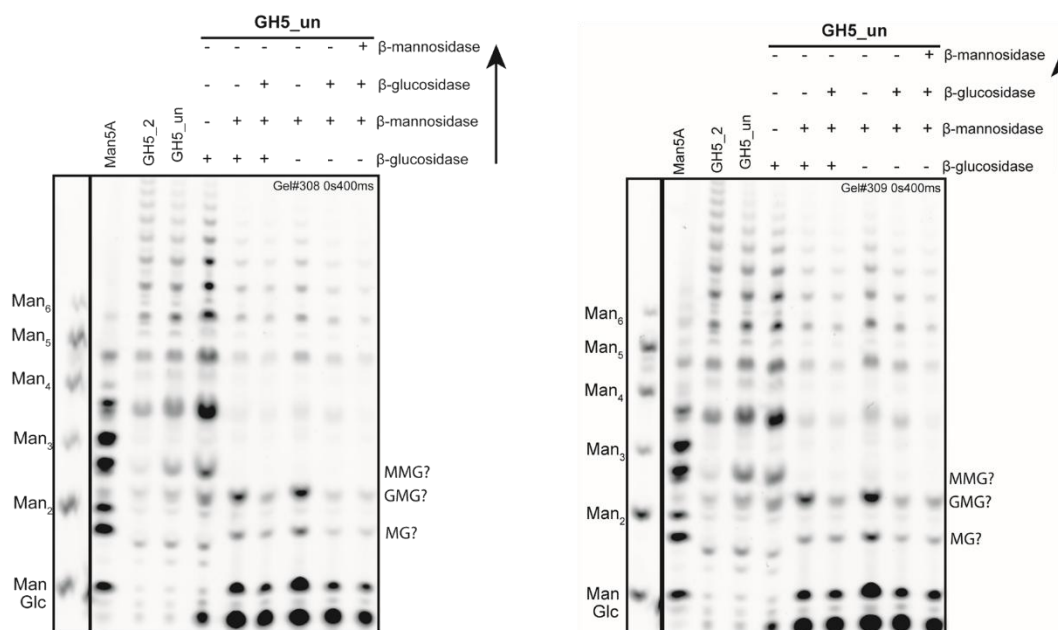 GH5_un
- - - - - + β-mannosidase
- - + - + + β-glucosidase
- + + + + + β-mannosidase
+ + + - - - β-glucosidase
Man5A
GH5_2
GH5_un
Gel#308 0s400ms
Man6
Man5
Man4
Man3
Man2
Man
Glc
MMG?
GMG?
MG?
GH5_un
- - - - - + β-mannosidase
- - + - + + β-glucosidase
- + + + + + β-mannosidase
+ + + - - - β-glucosidase
Man5A
GH5_2
GH5_un
Gel#309 0s400ms
Man6
Man5
Man4
Man3
Man2
Man
Glc
MMG?
GMG?
MG?